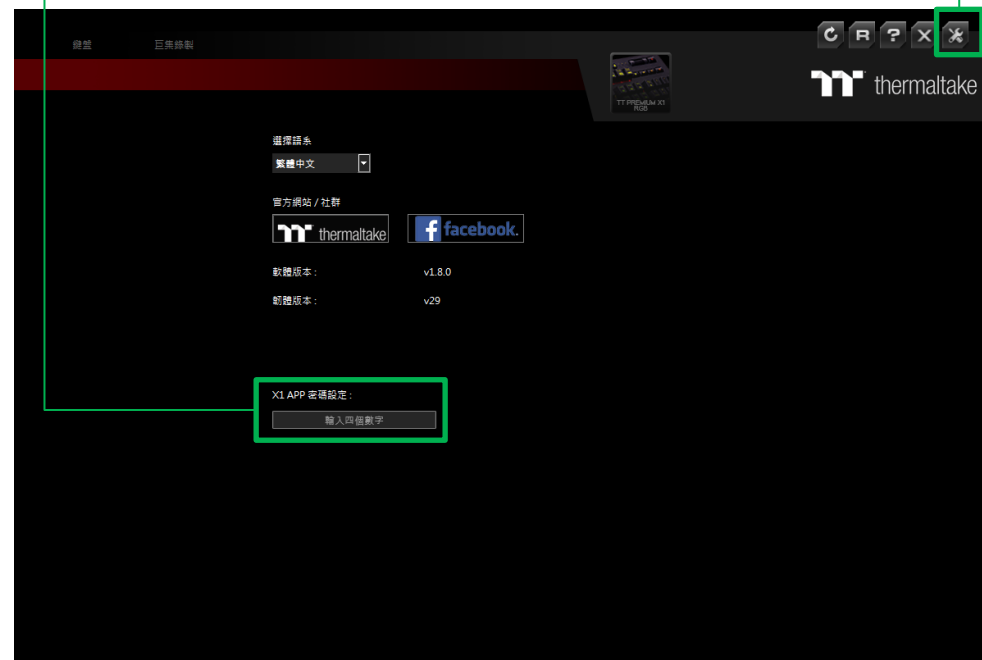 鍵盤
巨集錄製
R
?
X
TT PREMIUM X1
RGB
thermaltake
選擇語系
繁體中文
官方網站 / 社群
thermaltake
facebook.
軟體版本 :
v1.8.0
韌體版本 :
v29
X1 APP 密碼設定 :
輸入四個數字